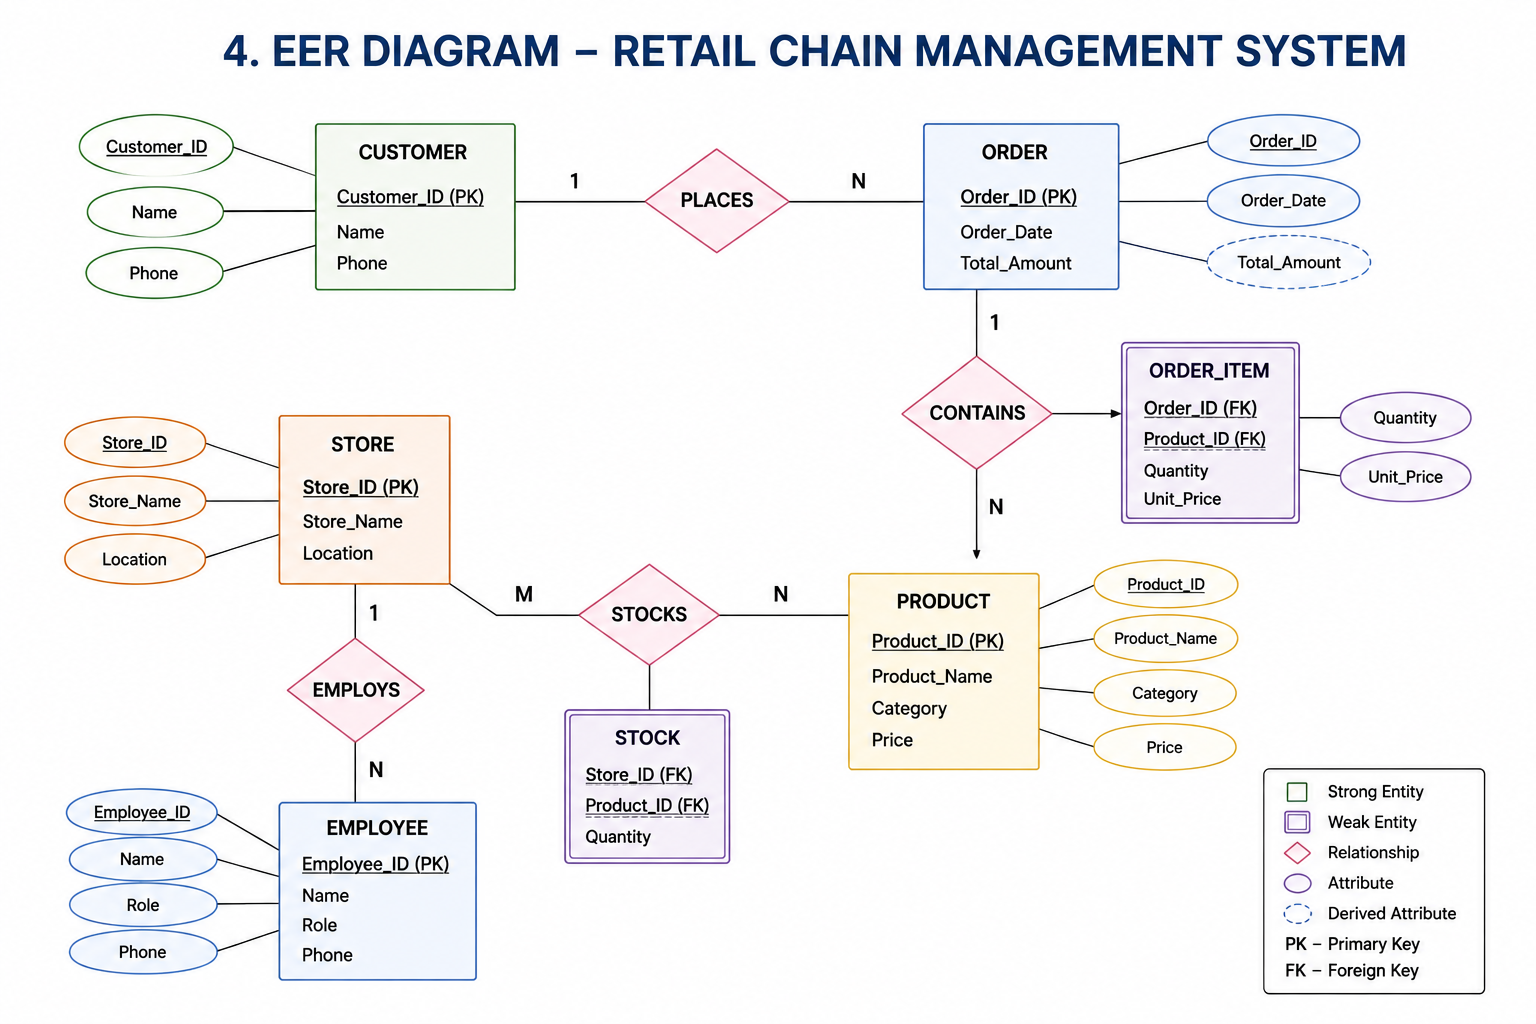 4. EER DIAGRAM – RETAIL CHAIN MANAGEMENT SYSTEM
Customer_ID
Name
Phone
CUSTOMER
Customer_ID (PK)
Name
Phone
1
PLACES
N
ORDER
Order_ID (PK)
Order_Date
Total_Amount
Order_ID
Order_Date
Total_Amount
1
CONTAINS
N
ORDER_ITEM
Order_ID (FK)
Product_ID (FK)
Quantity
Unit_Price
Quantity
Unit_Price
Store_ID
Store_Name
Location
STORE
Store_ID (PK)
Store_Name
Location
M
STOCKS
N
PRODUCT
Product_ID (PK)
Product_Name
Category
Price
Product_ID
Product_Name
Category
Price
1
EMPLOYS
N
STOCK
Store_ID (FK)
Product_ID (FK)
Quantity
Employee_ID
Name
Role
Phone
EMPLOYEE
Employee_ID (PK)
Name
Role
Phone
Strong Entity
Weak Entity
Relationship
Attribute
Derived Attribute
PK – Primary Key
FK – Foreign Key